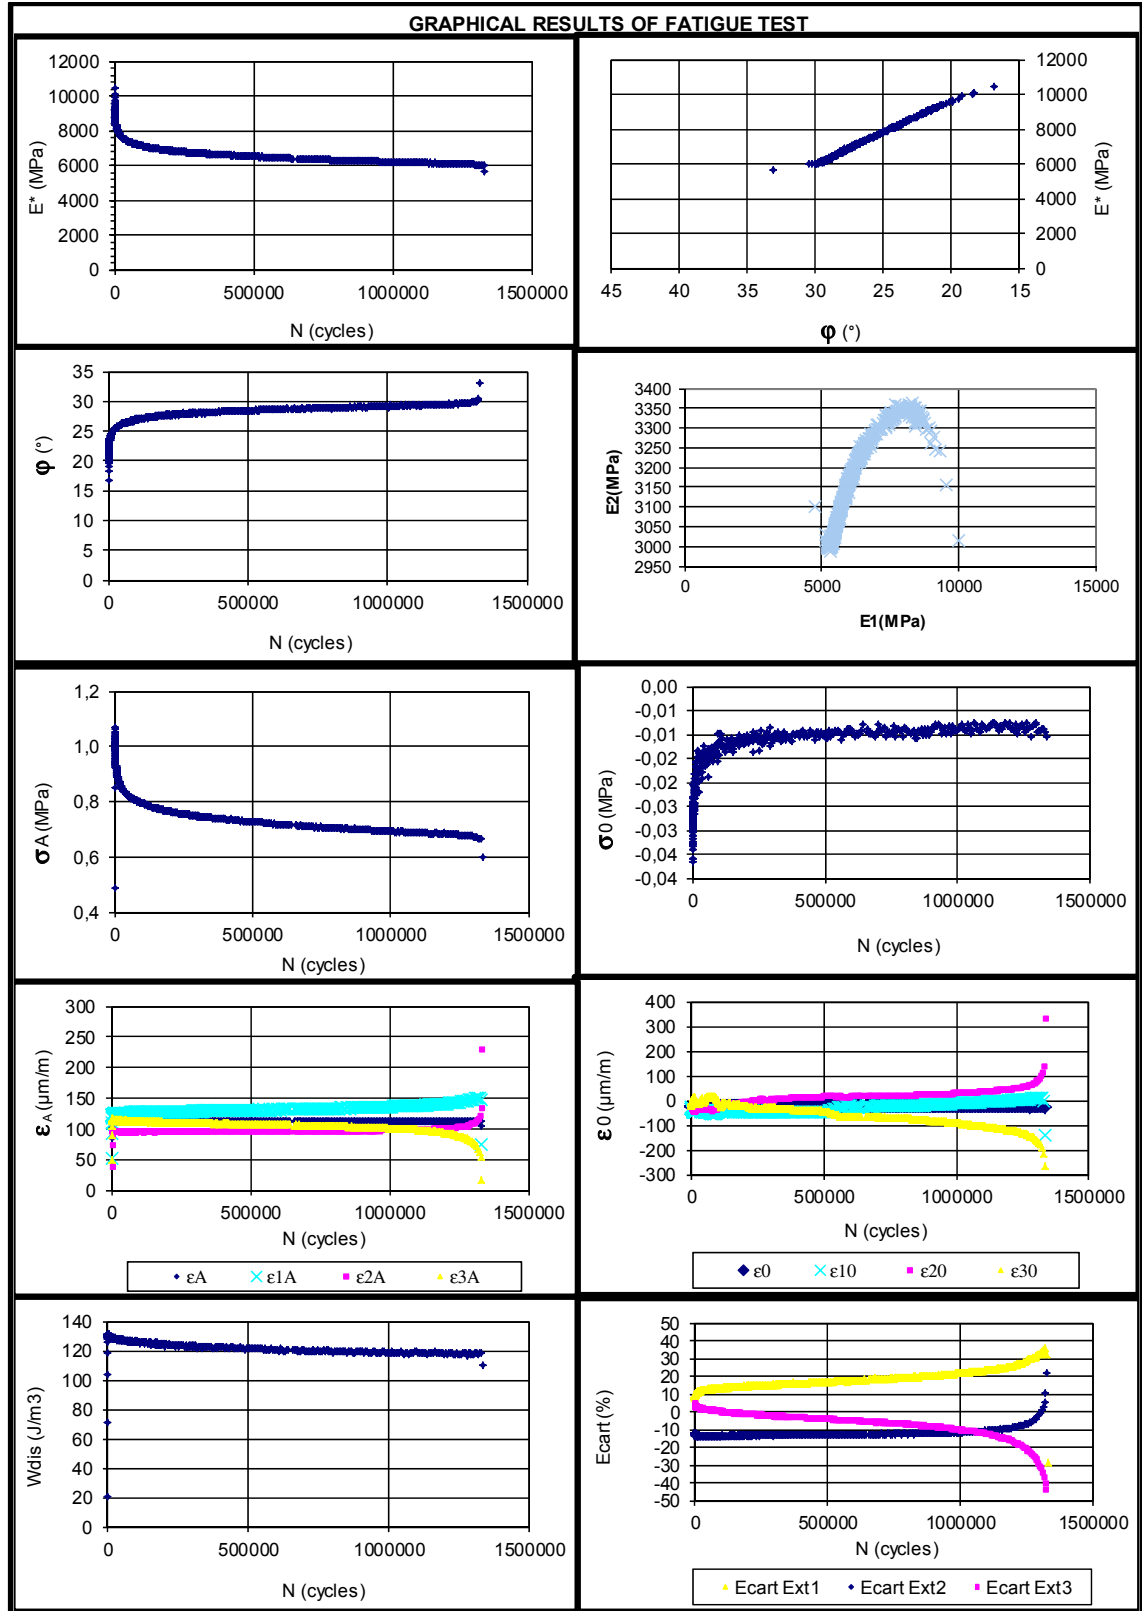 GRAPHICAL RESULTS OF FATIGUE TEST
12000
10000
8000
6000
4000
2000
0
E* (MPa)
0 500000 1000000 1500000
N (cycles)
12000
10000
8000
6000
4000
2000
0
E* (MPa)
45 40 35 30 25 20 15
φ (°)
35
30
25
20
15
10
5
0
φ (°)
0 500000 1000000 1500000
N (cycles)
3400
3350
3300
3250
3200
3150
3100
3050
3000
2950
E2(MPa)
0 5000 10000 15000
E1(MPa)
1,2
1,0
0,8
0,6
0,4
σA (MPa)
0 500000 1000000 1500000
N (cycles)
0,00
-0,01
-0,01
-0,02
-0,02
-0,03
-0,03
-0,04
-0,04
σ0 (MPa)
0 500000 1000000 1500000
N (cycles)
300
250
200
150
100
50
0
εA (µm/m)
0 500000 1000000 1500000
N (cycles)
εA ε1A ε2A ε3A
400
300
200
100
0
-100
-200
-300
ε0 (µm/m)
0 500000 1000000 1500000
N (cycles)
ε0 ε10 ε20 ε30
140
120
100
80
60
40
20
0
Wdis (J/m3)
0 500000 1000000 1500000
N (cycles)
50
40
30
20
10
0
-10
-20
-30
-40
-50
Ecart (%)
0 500000 1000000 1500000
N (cycles)
Ecart Ext1 Ecart Ext2 Ecart Ext3